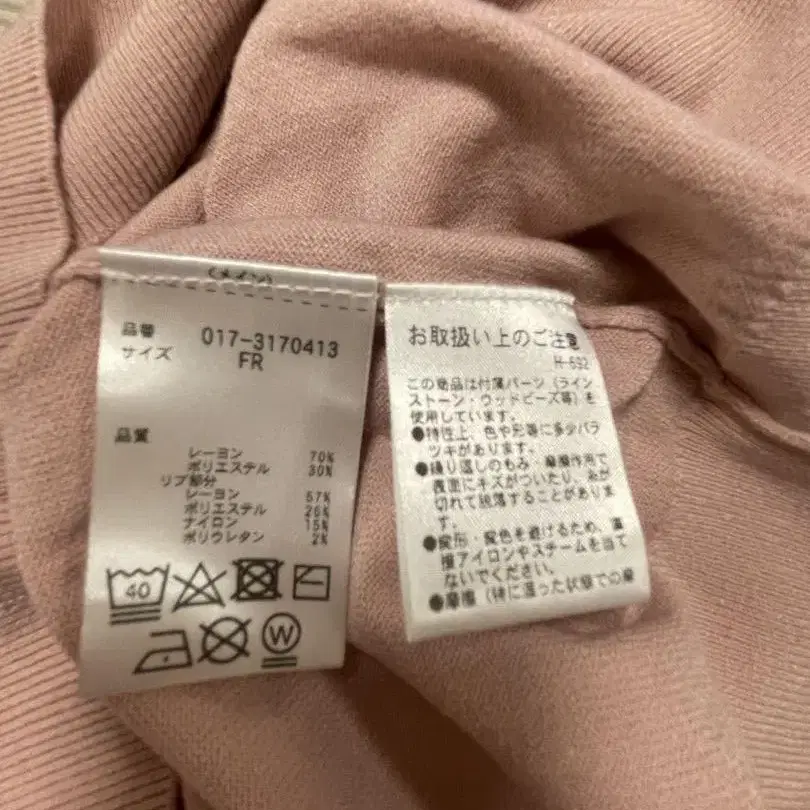 品番 017-3170413
サイズ FR
品質
レーヨン 70%
ポリエステル 30%
リブ部分
レーヨン 57%
ポリエステル 26%
ナイロン 15%
ポリウレタン 2%
40
W
お取扱い上のご注意
H-692
この商品は付属パーツ（ライン
ストーン・ウッドビーズ等）を
使用しています。
●特性上、色や形等に多少バラ
ツキがあります。
●繰り返しのもみ、摩擦作用で
表面にキズがついたり、糸が
切れて脱落することがありま
す。
●変形・変色を避けるため、直
接アイロンやスチームを当て
ないでください。
●摩擦（特に湿った状態での摩